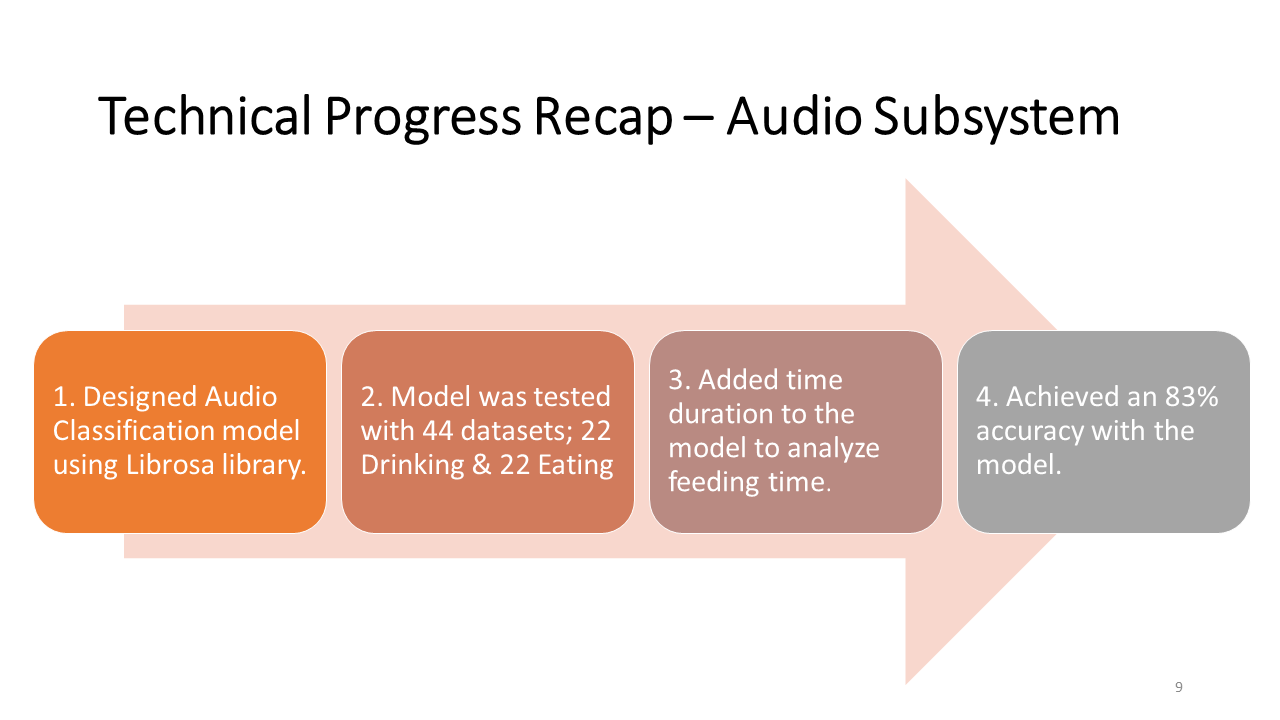 Technical Progress Recap – Audio Subsystem
1. Designed Audio
Classification model
using Librosa library.
2. Model was tested
with 44 datasets; 22
Drinking & 22 Eating
3. Added time
duration to the
model to analyze
feeding time.
4. Achieved an 83%
accuracy with the
model.
9